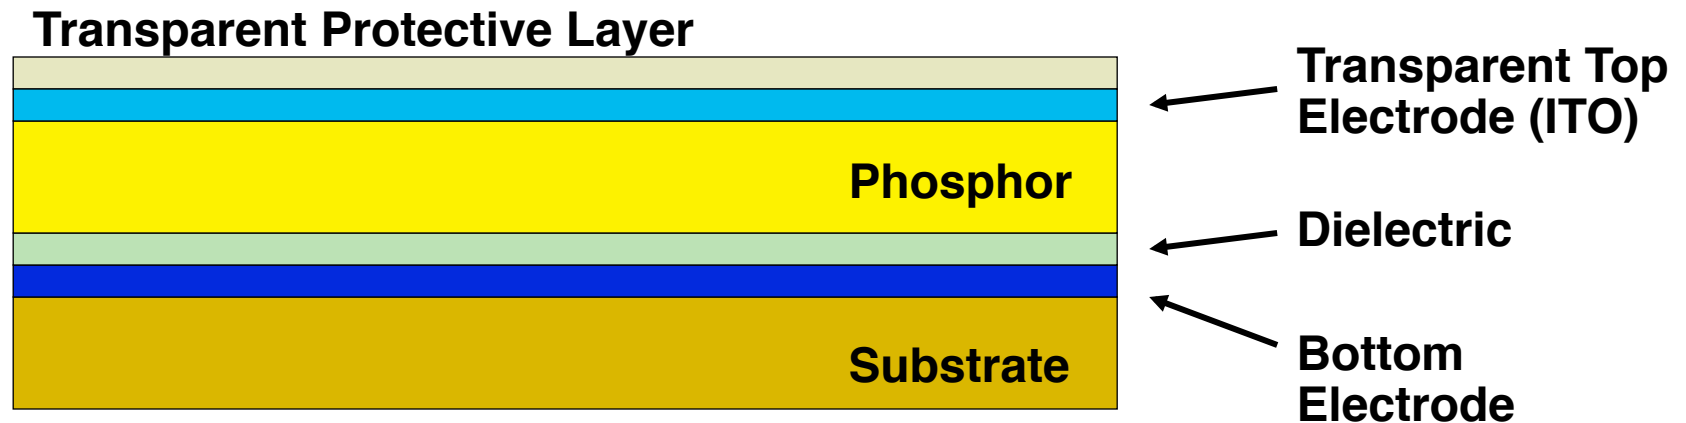 Transparent Protective Layer
Transparent Top
Electrode (ITO)
Phosphor
Dielectric
Substrate
Bottom
Electrode